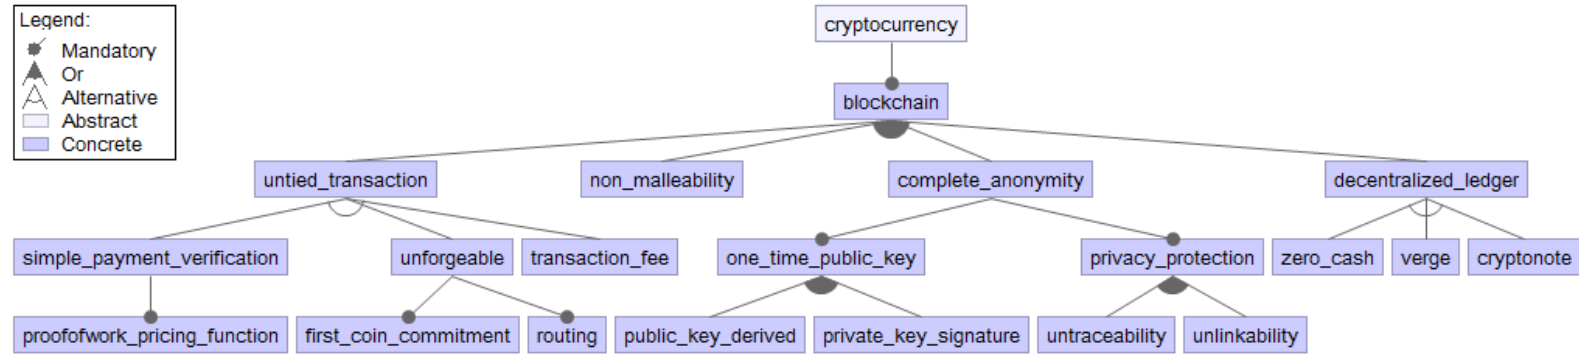 Legend:
Mandatory
Or
Alternative
Abstract
Concrete
cryptocurrency
blockchain
untied_transaction
non_malleability
complete_anonymity
decentralized_ledger
simple_payment_verification
unforgeable
transaction_fee
one_time_public_key
privacy_protection
zero_cash
verge
cryptonote
proofofwork_pricing_function
first_coin_commitment
routing
public_key_derived
private_key_signature
untraceability
unlinkability